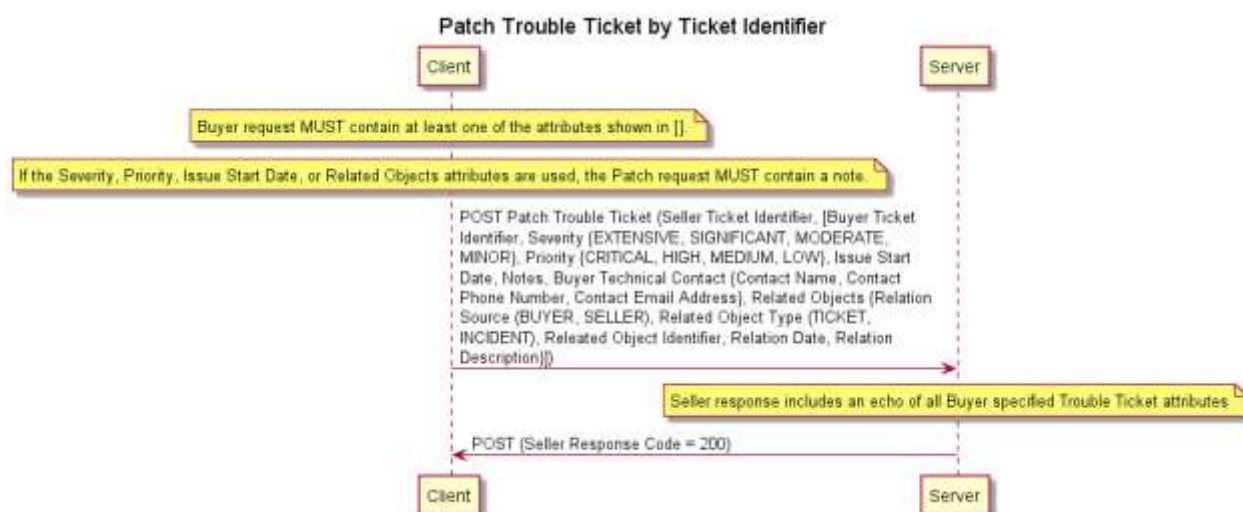 Patch Trouble Ticket by Ticket Identifier
Client
Server
Buyer request MUST contain at least one of the attributes shown in [].
If the Severity, Priority, Issue Start Date, or Related Objects attributes are used, the Patch request MUST contain a note.
POST Patch Trouble Ticket (Seller Ticket Identifier, [Buyer Ticket
Identifier, Severity {EXTENSIVE, SIGNIFICANT, MODERATE,
MINOR}, Priority {CRITICAL, HIGH, MEDIUM, LOW}, Issue Start
Date, Notes, Buyer Technical Contact {Contact Name, Contact
Phone Number, Contact Email Address}, Related Objects {Relation
Source (BUYER, SELLER), Related Object Type (TICKET,
INCIDENT), Releated Object Identifier, Relation Date, Relation
Description}])
Seller response includes an echo of all Buyer specified Trouble Ticket attributes
POST (Seller Response Code = 200)
Client
Server